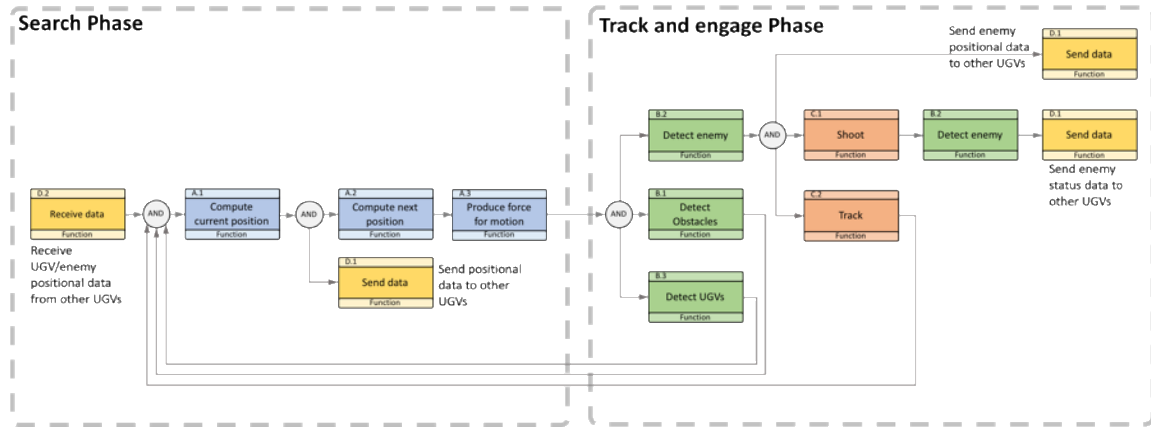 Search Phase
D.2
Receive data
Function
Receive
UGV/enemy
positional data
from other UGVs
AND
A.1
Compute
current position
Function
AND
A.2
Compute next
position
Function
A.3
Produce force
for motion
Function
D.1
Send data
Function
Send positional
data to other
UGVs
Track and engage Phase
Send enemy
positional data
to other UGVs
D.1
Send data
Function
B.2
Detect enemy
Function
AND
C.1
Shoot
Function
B.2
Detect enemy
Function
D.1
Send data
Function
Send enemy
status data to
other UGVs
AND
B.1
Detect
Obstacles
Function
C.2
Track
Function
B.3
Detect UGVs
Function